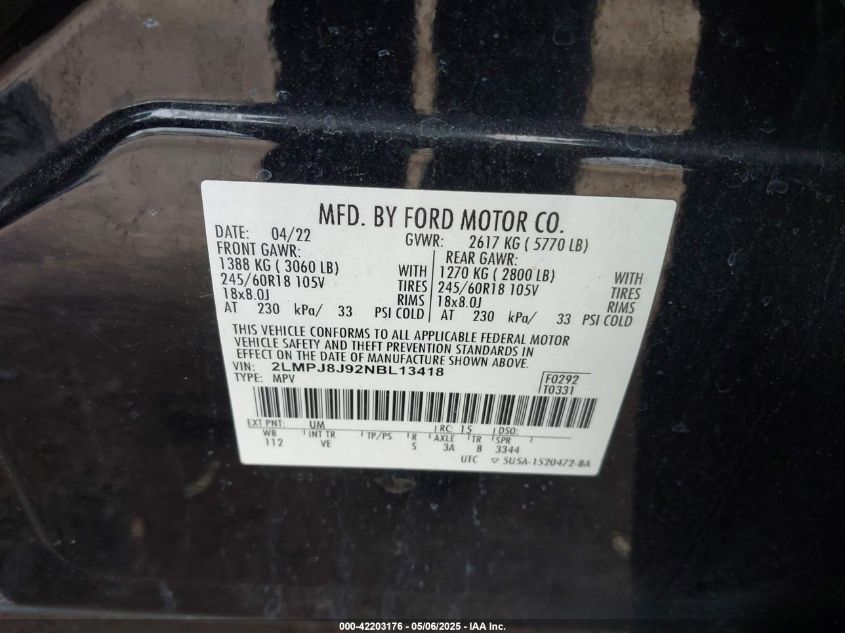 MFD. BY FORD MOTOR CO.
DATE: 04/22 GVWR: 2617 KG ( 5770 LB)
FRONT GAWR: REAR GAWR:
1388 KG ( 3060 LB) WITH 1270 KG ( 2800 LB) WITH
245/60R18 105V TIRES 245/60R18 105V TIRES
18x8.0J RIMS 18x8.0J RIMS
AT 230 kPa/ 33 PSI COLD AT 230 kPa/ 33 PSI COLD
THIS VEHICLE CONFORMS TO ALL APPLICABLE FEDERAL MOTOR
VEHICLE SAFETY AND THEFT PREVENTION STANDARDS IN
EFFECT ON THE DATE OF MANUFACTURE SHOWN ABOVE.
VIN: 2LMPJ8J92NBL13418 F0292
TYPE: MPV T0331
EXT PNT: UM RC: 15 DSO:
WB INT TR TP/PS R AXLE TR SPR
112 VE S 3A 8 3344
UTC ▽ 5U5A-1520472-BA
000-42203176 - 05/06/2025 - IAA Inc.